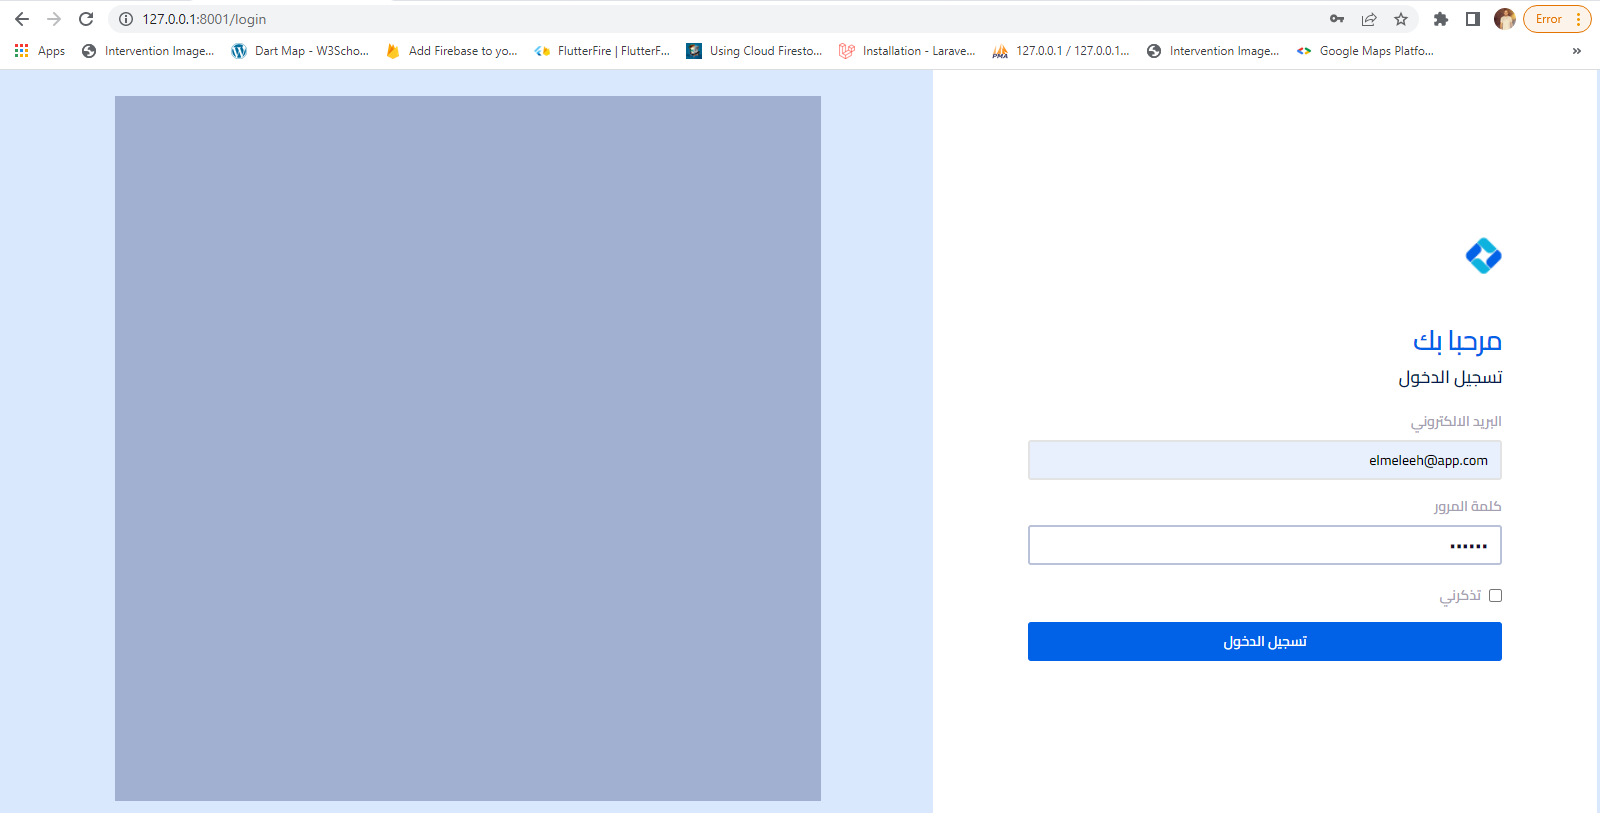 127.0.0.1:8001/login
Error
Apps
Intervention Image...
Dart Map - W3Scho...
Add Firebase to yo...
FlutterFire | FlutterF...
Using Cloud Firesto...
Installation - Larave...
127.0.0.1 / 127.0.0.1...
Intervention Image...
Google Maps Platfo...
»
مرحبا بك
تسجيل الدخول
البريد الالكتروني
elmeleeh@app.com
كلمة المرور
••••••
تذكرني
تسجيل الدخول